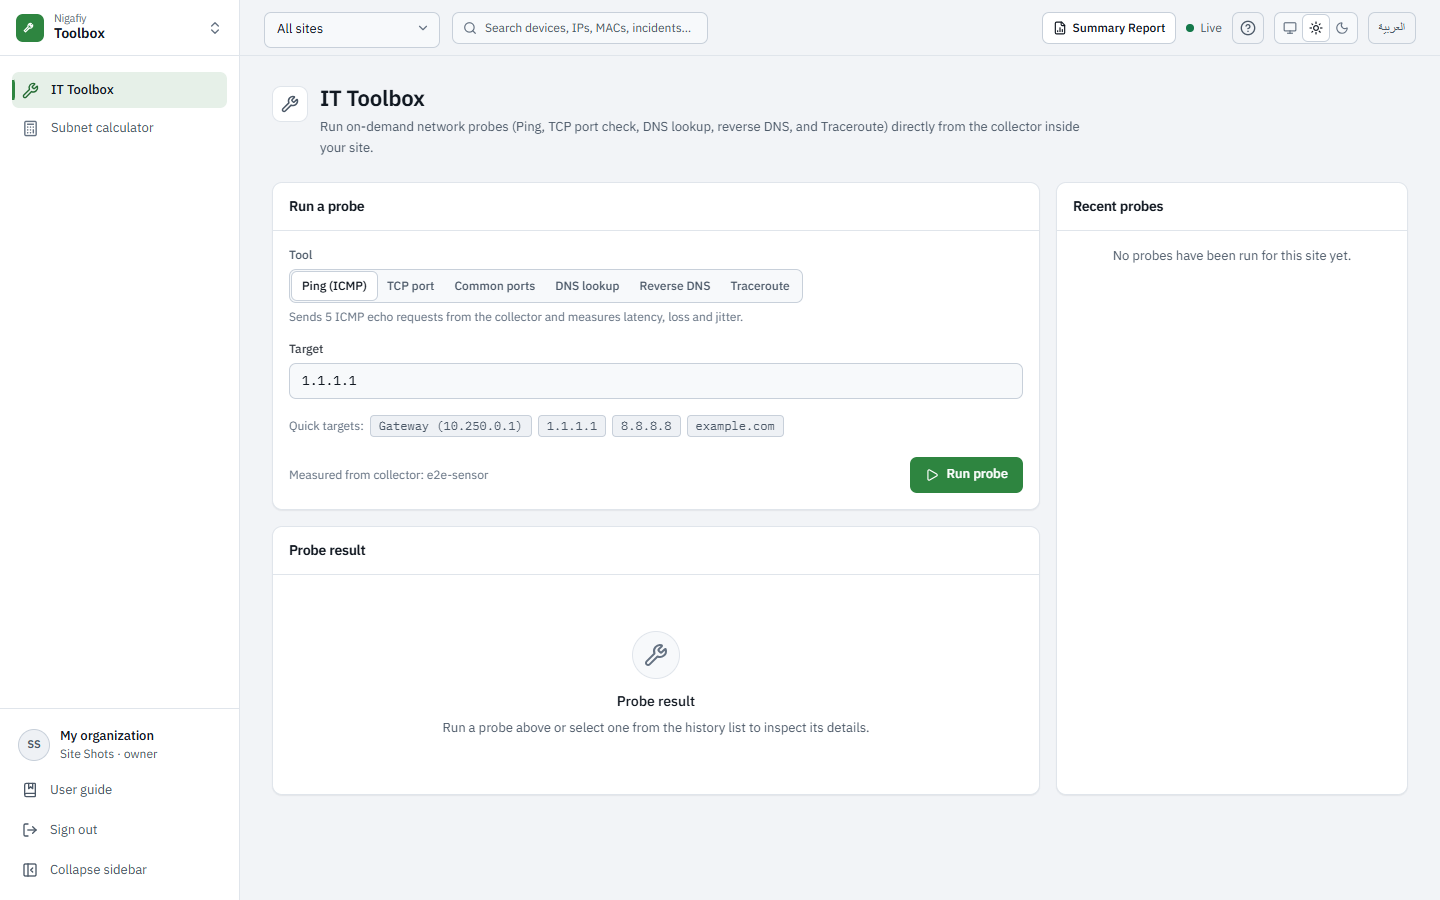 Nigafiy
Toolbox
All sites
Search devices, IPs, MACs, incidents...
Summary Report
Live
العربية
IT Toolbox
Subnet calculator
IT Toolbox
Run on-demand network probes (Ping, TCP port check, DNS lookup, reverse DNS, and Traceroute) directly from the collector inside
your site.
Run a probe
Tool
Ping (ICMP)
TCP port
Common ports
DNS lookup
Reverse DNS
Traceroute
Sends 5 ICMP echo requests from the collector and measures latency, loss and jitter.
Target
1.1.1.1
Quick targets:
Gateway (10.250.0.1)
1.1.1.1
8.8.8.8
example.com
Measured from collector: e2e-sensor
Run probe
Recent probes
No probes have been run for this site yet.
Probe result
Probe result
Run a probe above or select one from the history list to inspect its details.
SS
My organization
Site Shots · owner
User guide
Sign out
Collapse sidebar